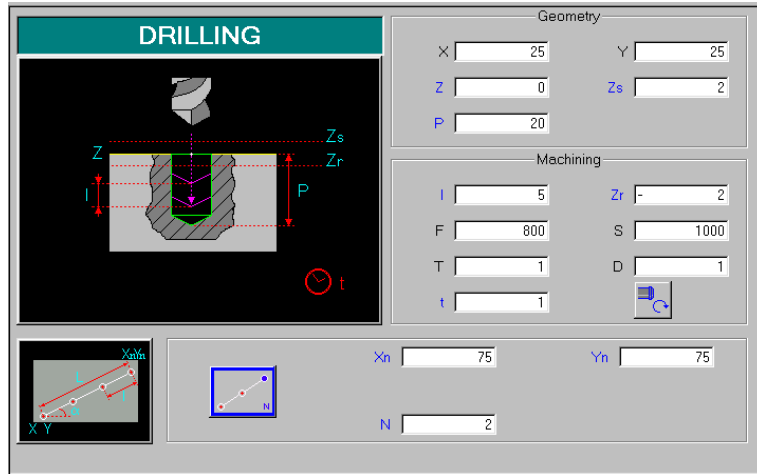 DRILLING
Zs
Z
Zr
I
P
t
Geometry
X 25 Y 25
Z 0 Zs 2
P 20
Machining
I 5 Zr - 2
F 800 S 1000
T 1 D 1
t 1
XnYn
L
I
α
X Y
Xn 75 Yn 75
N
N 2